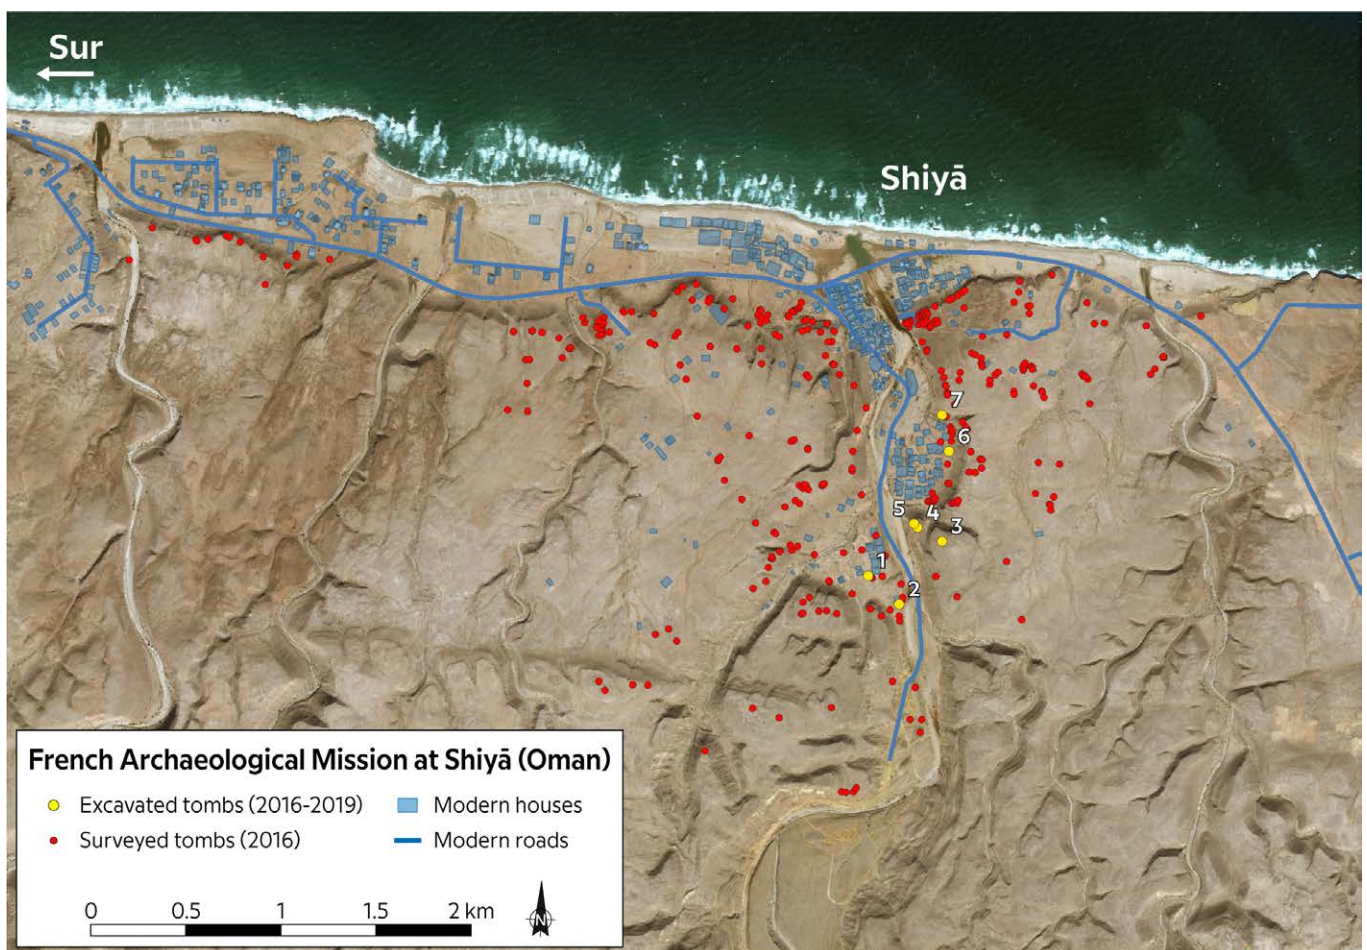 Sur
Shiyā
7
6
5 4 3
1
2
French Archaeological Mission at Shiyā (Oman)
Excavated tombs (2016-2019)
Modern houses
Surveyed tombs (2016)
Modern roads
0 0.5 1 1.5 2 km
N